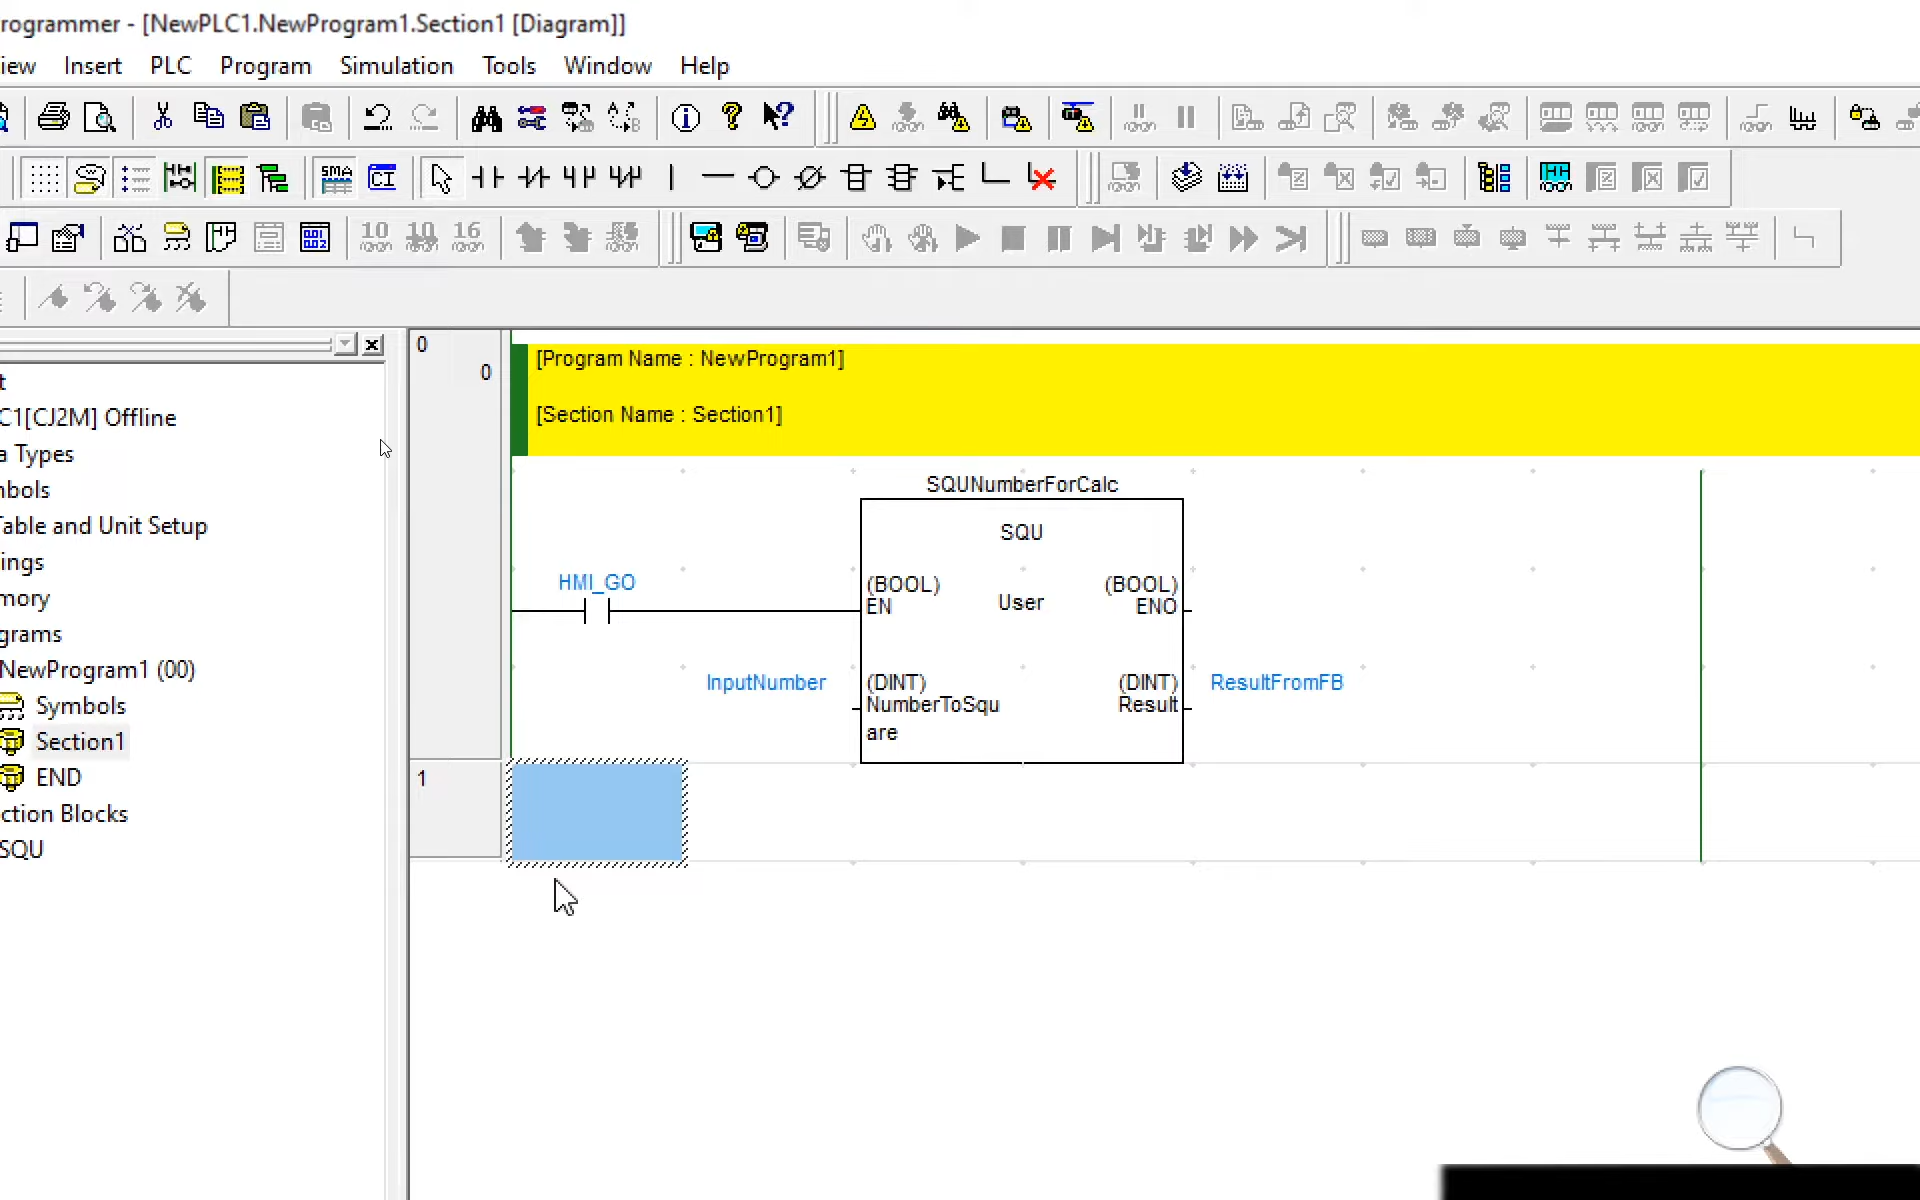 rogrammer - [NewPLC1.NewProgram1.Section1 [Diagram]]
iew Insert PLC Program Simulation Tools Window Help
SMA
CI
10 10 16
0
0
[Program Name : NewProgram1]
[Section Name : Section1]
t
C1[CJ2M] Offline
a Types
nbols
Table and Unit Setup
ings
mory
grams
NewProgram1 (00)
Symbols
Section1
END
ction Blocks
SQU
SQUNumberForCalc
SQU
HMI_GO
(BOOL)
EN
User
(BOOL)
ENO
InputNumber
(DINT)
NumberToSqu
are
(DINT)
Result
ResultFromFB
1